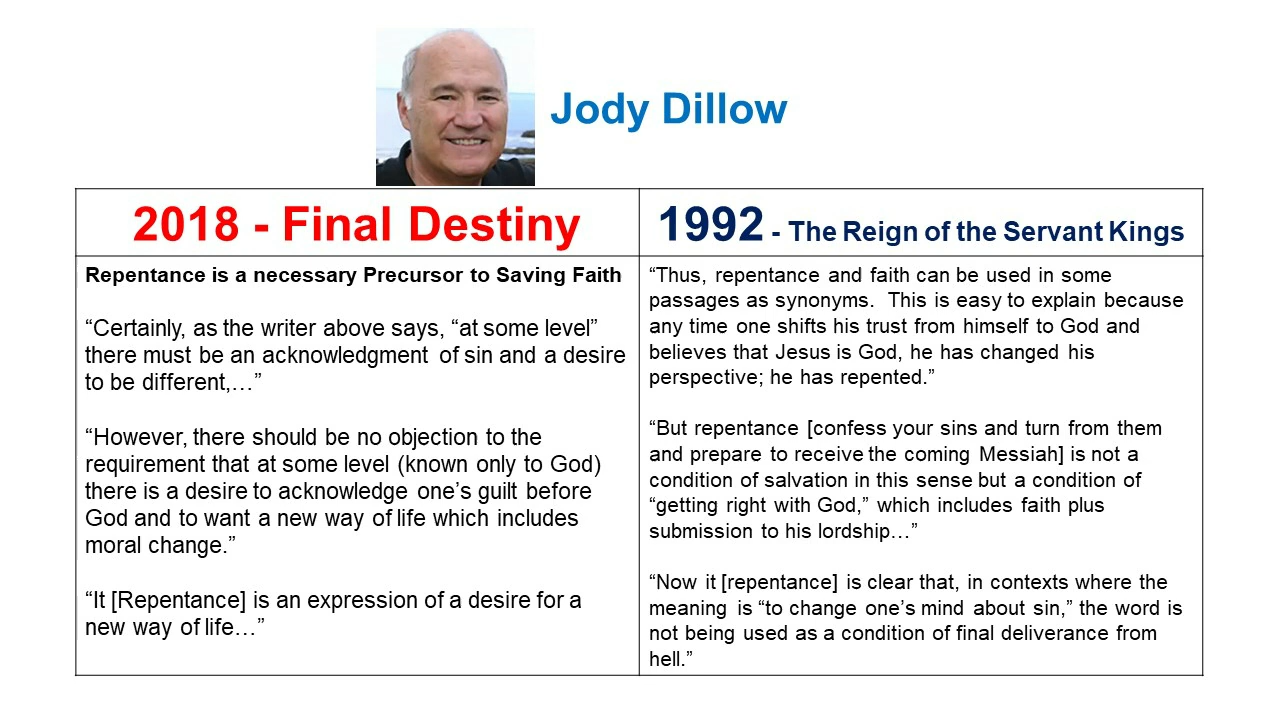 Jody Dillow
2018 - Final Destiny
Repentance is a necessary Precursor to Saving Faith
“Certainly, as the writer above says, “at some level”
there must be an acknowledgment of sin and a desire
to be different,…”
“However, there should be no objection to the
requirement that at some level (known only to God)
there is a desire to acknowledge one’s guilt before
God and to want a new way of life which includes
moral change.”
“It [Repentance] is an expression of a desire for a
new way of life…”
1992 - The Reign of the Servant Kings
“Thus, repentance and faith can be used in some
passages as synonyms.  This is easy to explain because
any time one shifts his trust from himself to God and
believes that Jesus is God, he has changed his
perspective; he has repented.”
“But repentance [confess your sins and turn from them
and prepare to receive the coming Messiah] is not a
condition of salvation in this sense but a condition of
“getting right with God,” which includes faith plus
submission to his lordship…”
“Now it [repentance] is clear that, in contexts where the
meaning is “to change one’s mind about sin,” the word is
not being used as a condition of final deliverance from
hell.”